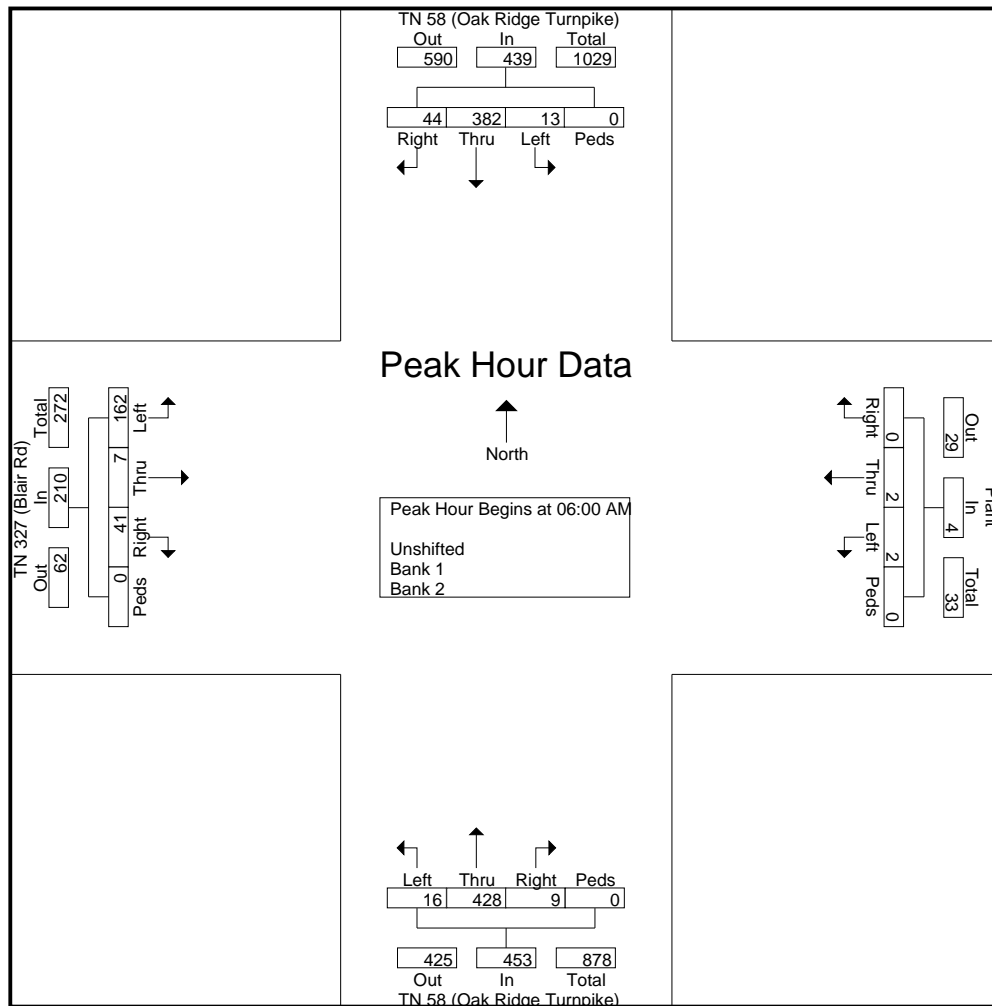 TN 58 (Oak Ridge Turnpike)
Out In Total
590 439 1029
44 382 13 0
Right Thru Left Peds
Peak Hour Data
North
Peak Hour Begins at 06:00 AM
Unshifted
Bank 1
Bank 2
TN 327 (Blair Rd)
Out In Total
62 210 272
162 7 41 0
Left Thru Right Peds
Plant
Out In Total
29 4 33
0 2 2 0
Right Thru Left Peds
Left Thru Right Peds
16 428 9 0
425 453 878
Out In Total
TN 58 (Oak Ridge Turnpike)